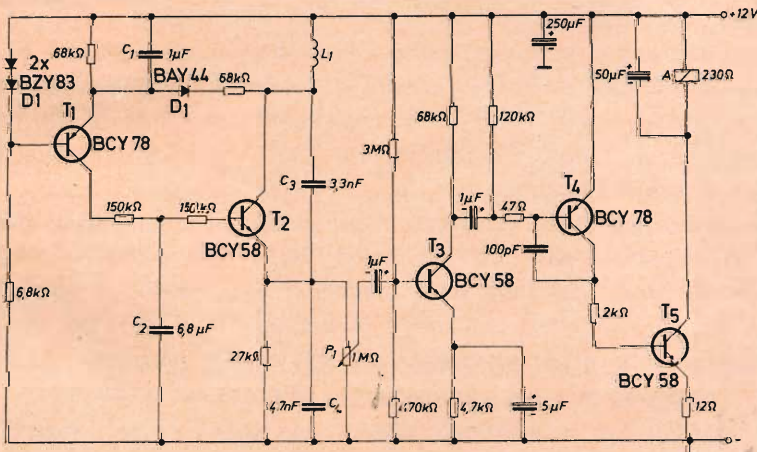 2x
BZY83
D1
68kΩ
C1
1µF
BAY 44
D1
68kΩ
L1
T1
BCY 78
150kΩ
150kΩ
T2
BCY58
C3
3,3nF
6,8kΩ
C2
6,8µF
27kΩ
4,7nF
C4
P1
1MΩ
3MΩ
1µF
- +
470kΩ
68kΩ
T3
BCY 58
4,7kΩ
5µF
+
-
1µF
- +
120kΩ
47Ω
100pF
250µF
+
-
T4
BCY 78
2kΩ
50µF
+
-
A
230Ω
T5
BCY 58
12Ω
+12V
-